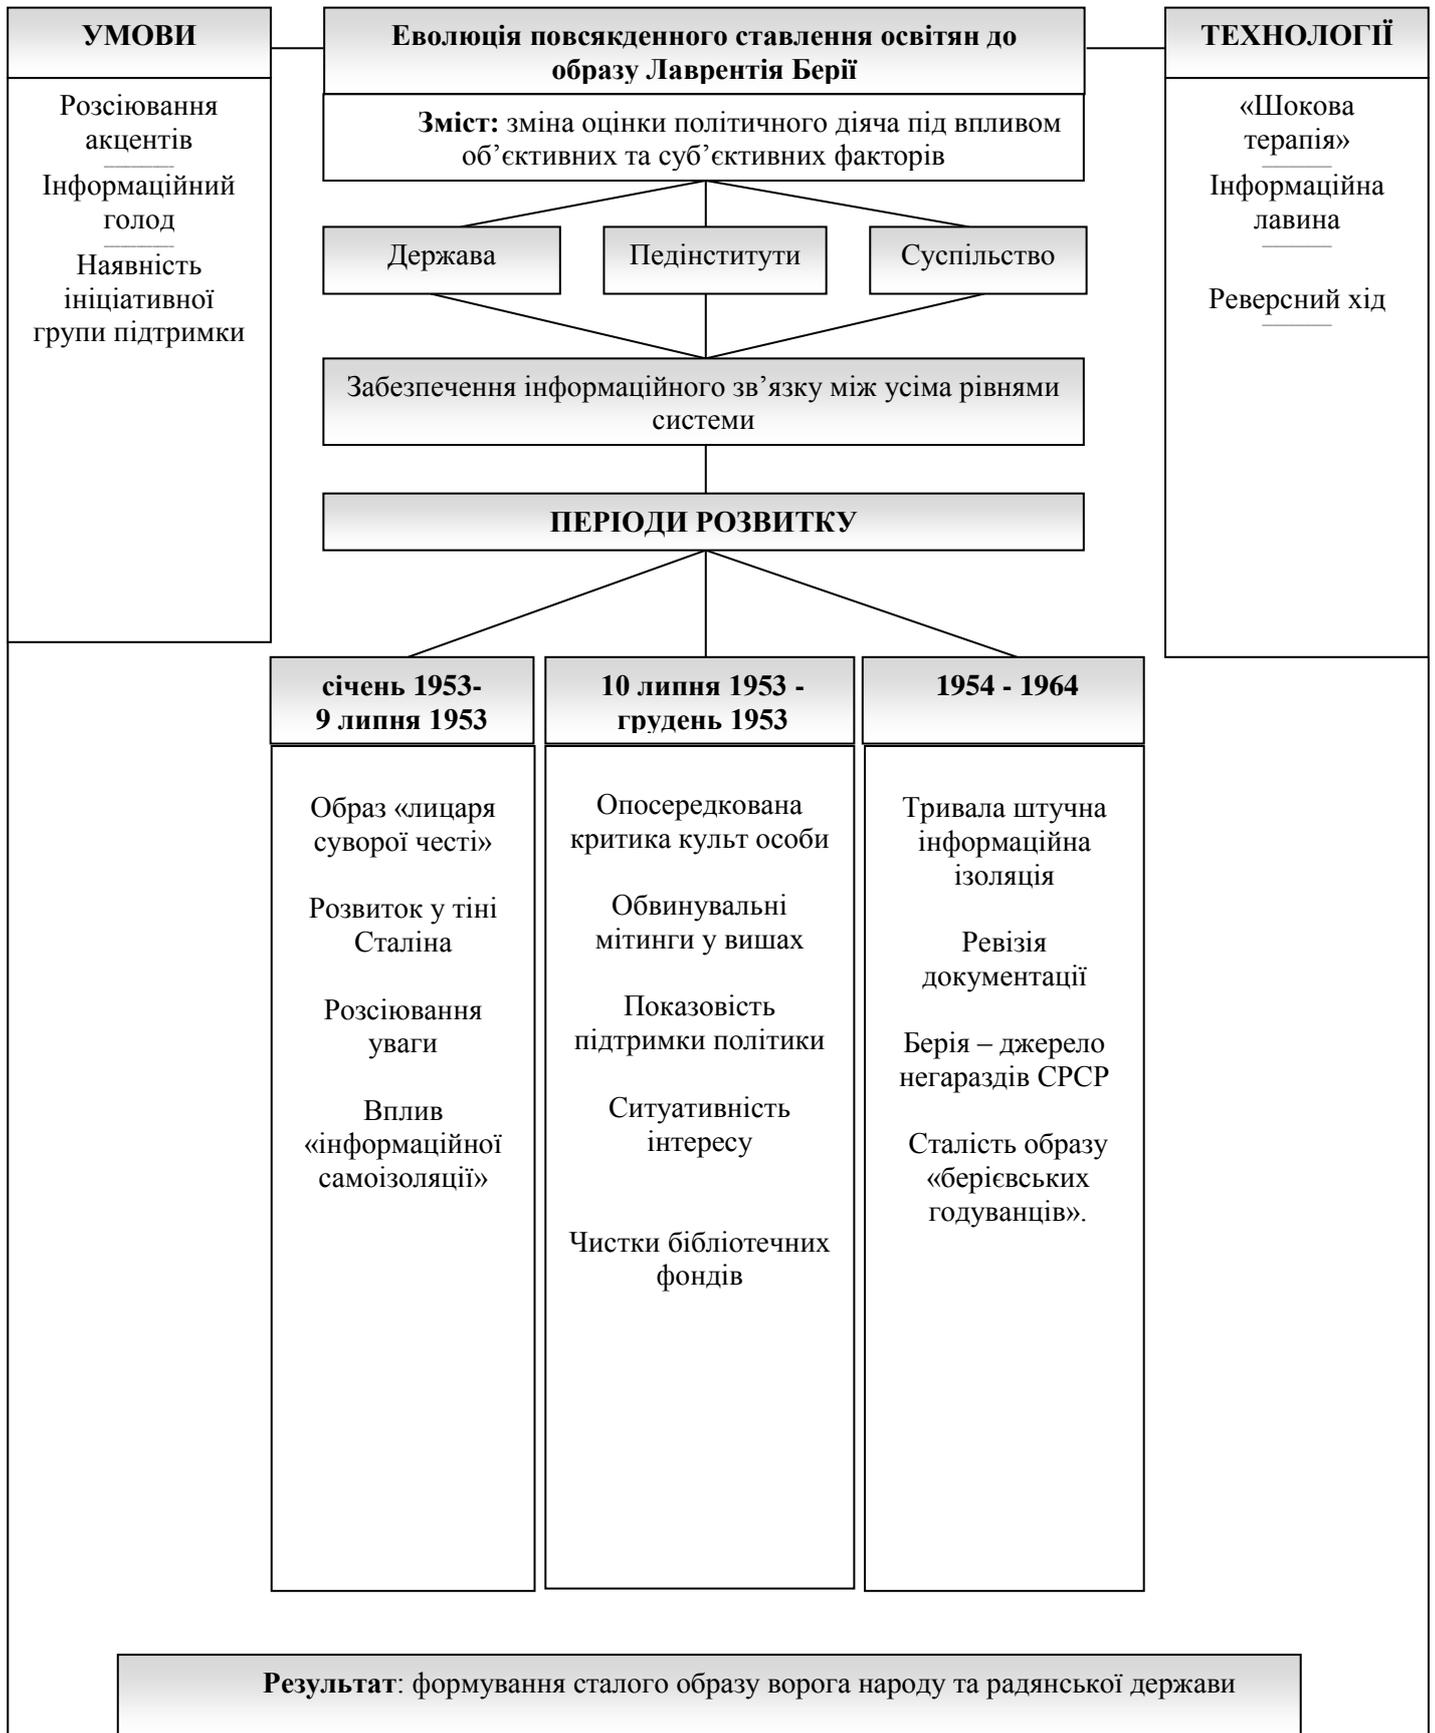 УМОВИ
Розсіювання
акцентів
Інформаційний
голод
Наявність
ініціативної
групи підтримки
Еволюція повсякденного ставлення освітян до
образу Лаврентія Берії
Зміст: зміна оцінки політичного діяча під впливом
об’єктивних та суб’єктивних факторів
ТЕХНОЛОГІЇ
«Шокова
терапія»
Інформаційна
лавина
Реверсний хід
Держава
Педінститути
Суспільство
Забезпечення інформаційного зв’язку між усіма рівнями
системи
ПЕРІОДИ РОЗВИТКУ
січень 1953-
9 липня 1953
Образ «лицаря
суворої честі»
Розвиток у тіні
Сталіна
Розсіювання
уваги
Вплив
«інформаційної
самоізоляції»
10 липня 1953 -
грудень 1953
Опосередкована
критика культ особи
Обвинувальні
мітинги у вишах
Показовість
підтримки політики
Ситуативність
інтересу
Чистки бібліотечних
фондів
1954 - 1964
Тривала штучна
інформаційна
ізоляція
Ревізія
документації
Берія – джерело
негараздів СРСР
Сталість образу
«берієвських
годуванців».
Результат: формування сталого образу ворога народу та радянської держави